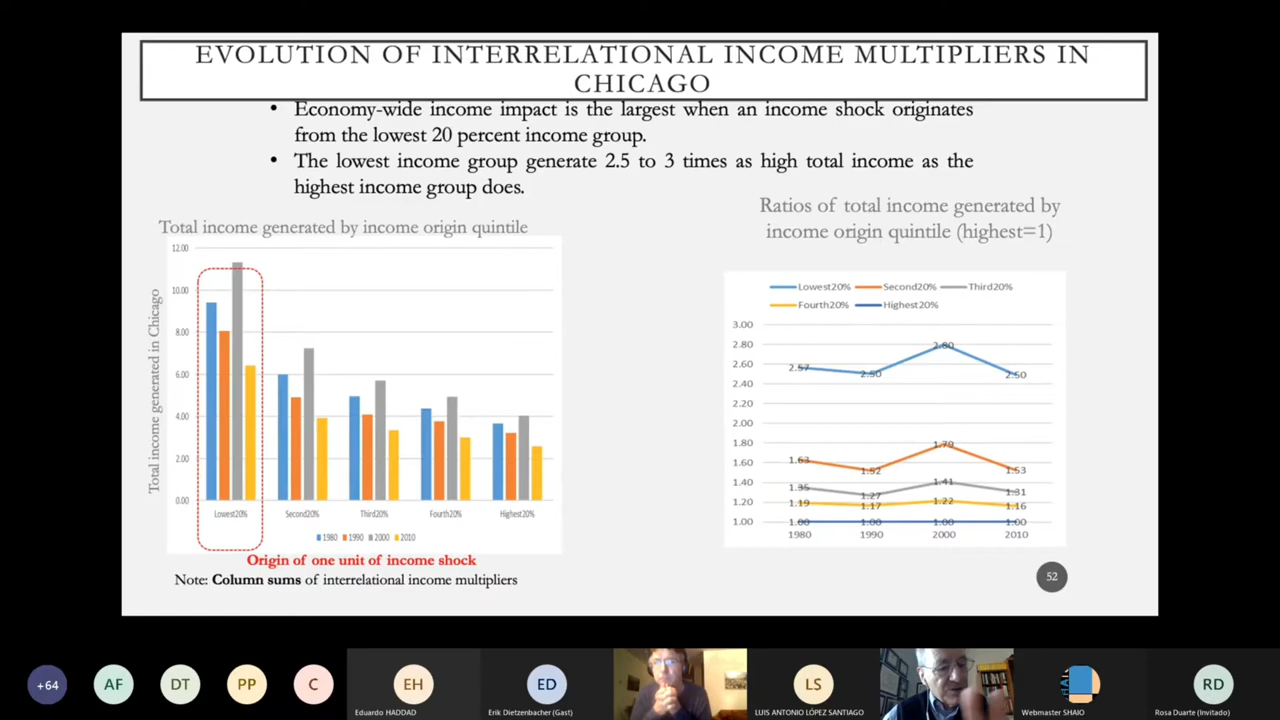 EVOLUTION OF INTERRELATIONAL INCOME MULTIPLIERS IN
CHICAGO
• Economy-wide income impact is the largest when an income shock originates
from the lowest 20 percent income group.
• The lowest income group generate 2.5 to 3 times as high total income as the
highest income group does.
Total income generated by income origin quintile
Total income generated in Chicago
12.00
10.00
8.00
6.00
4.00
2.00
0.00
Lowest20% Second20% Third20% Fourth20% Highest20%
1980 1990 2000 2010
Origin of one unit of income shock
Note: Column sums of interrelational income multipliers
Ratios of total income generated by
income origin quintile (highest=1)
Lowest20% Second20% Third20%
Fourth20% Highest20%
3.00
2.80
2.60
2.40
2.20
2.00
1.80
1.60
1.40
1.20
1.00
2.57 2.50 2.80 2.50
1.63 1.52 1.79 1.53
1.35 1.27 1.41 1.31
1.19 1.17 1.22 1.16
1.00 1.00 1.00 1.00
1980 1990 2000 2010
52
+64 AF DT PP C EH ED LS RD
Eduardo HADDAD
Erik Dietzenbacher (Gast)
LUIS ANTONIO LÓPEZ SANTIAGO
Webmaster SHAIO
Rosa Duarte (Invitado)